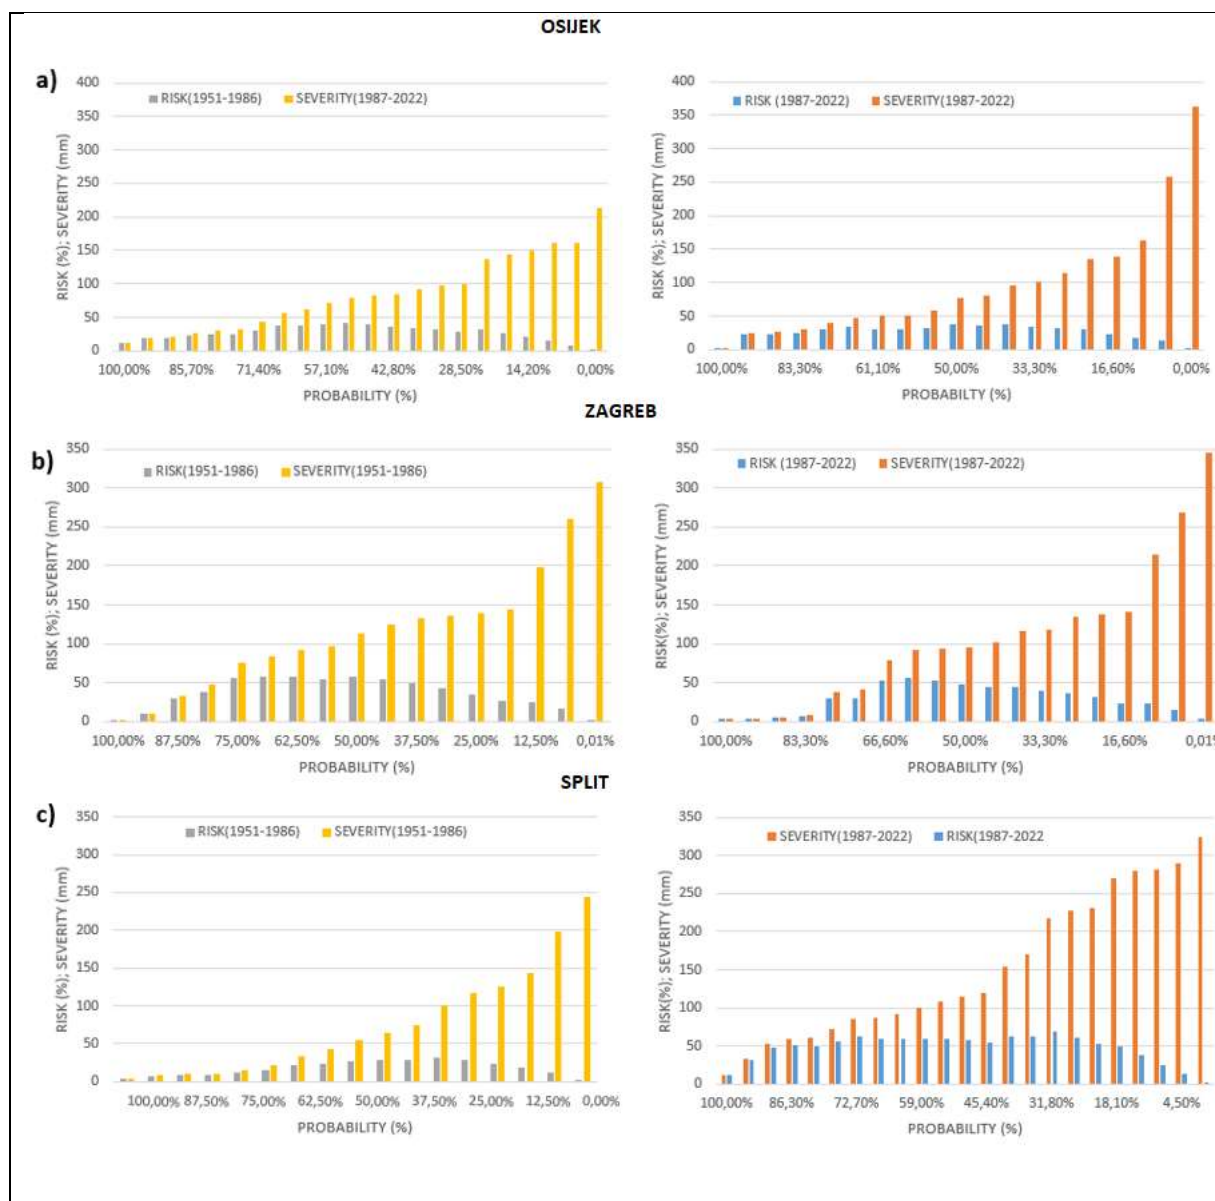 OSIJEK
a)
RISK(1951-1986) SEVERITY(1987-2022)
RISK (%); SEVERITY (mm)
400
350
300
250
200
150
100
50
0
100,00% 85,70% 71,40% 57,10% 42,80% 28,50% 14,20% 0,00%
PROBABILITY (%)
RISK (1987-2022) SEVERITY(1987-2022)
RISK (%); SEVERITY (mm)
400
350
300
250
200
150
100
50
0
100,00% 83,30% 61,10% 50,00% 33,30% 16,60% 0,00%
PROBABILTY (%)
ZAGREB
b)
RISK(1951-1986) SEVERITY(1951-1986)
RISK (%); SEVERITY (mm)
350
300
250
200
150
100
50
0
100,00% 87,50% 75,00% 62,50% 50,00% 37,50% 25,00% 12,50% 0,01%
PROBABILITY (%)
RISK (1987-2022) SEVERITY(1987-2022)
RISK(%); SEVERITY (mm)
350
300
250
200
150
100
50
0
100,00% 83,30% 66,60% 50,00% 33,30% 16,60% 0,01%
PROBABILITY (%)
SPLIT
c)
RISK(1951-1986) SEVERITY(1951-1986)
RISK (%); SEVERITY (mm)
350
300
250
200
150
100
50
0
100,00% 87,50% 75,00% 62,50% 50,00% 37,50% 25,00% 12,50% 0,00%
PROBABILITY (%)
SEVERITY(1987-2022) RISK(1987-2022
RISK(%); SEVERITY (mm)
350
300
250
200
150
100
50
0
100,00% 86,30% 72,70% 59,00% 45,40% 31,80% 18,10% 4,50%
PROBABILITY (%)